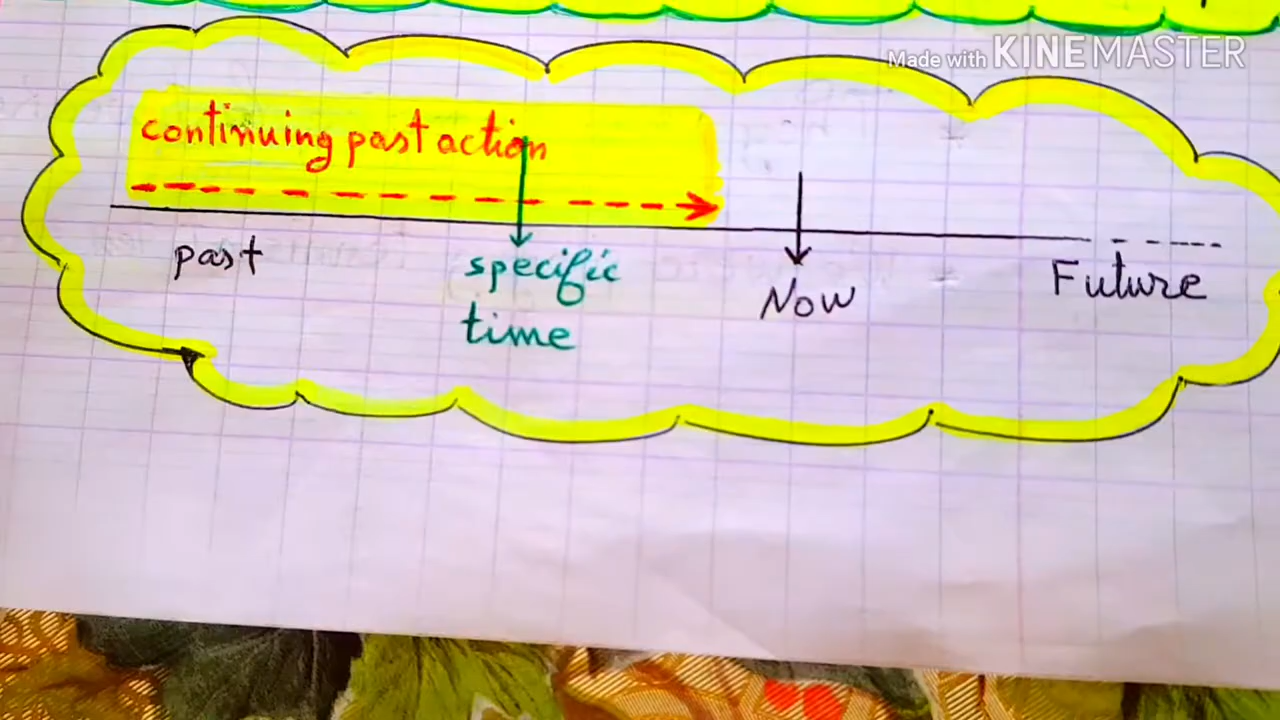 Made with KINEMASTER
continuing past action
past
specific
time
Now
Future